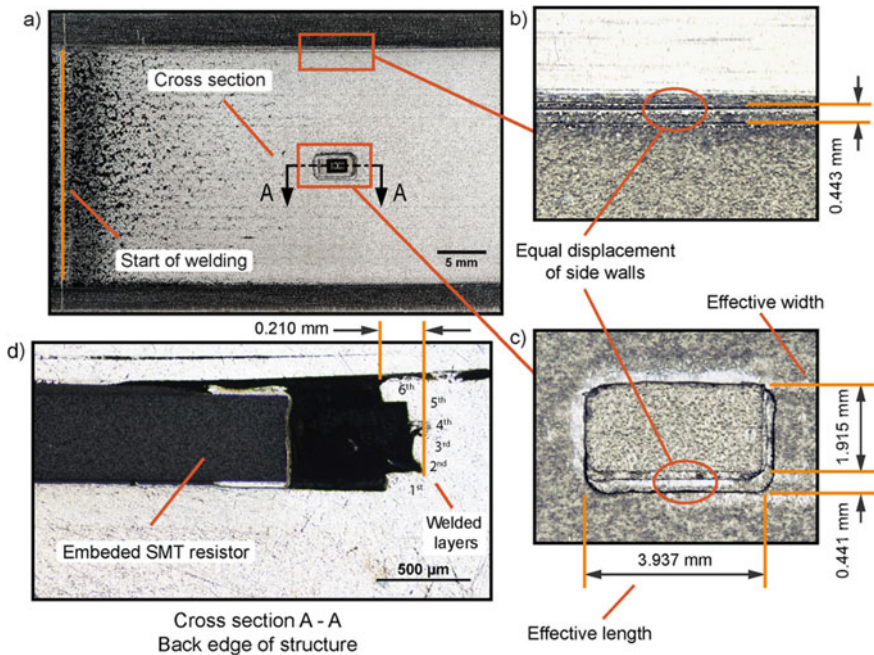 a)
Cross section
A
A
Start of welding
5 mm
b)
0.443 mm
Equal displacement
of side walls
Effective width
c)
1.915 mm
0.441 mm
3.937 mm
Effective length
0.210 mm
d)
6th
5th
4th
3rd
2nd
1st
Welded
layers
Embeded SMT resistor
500 µm
Cross section A - A
Back edge of structure